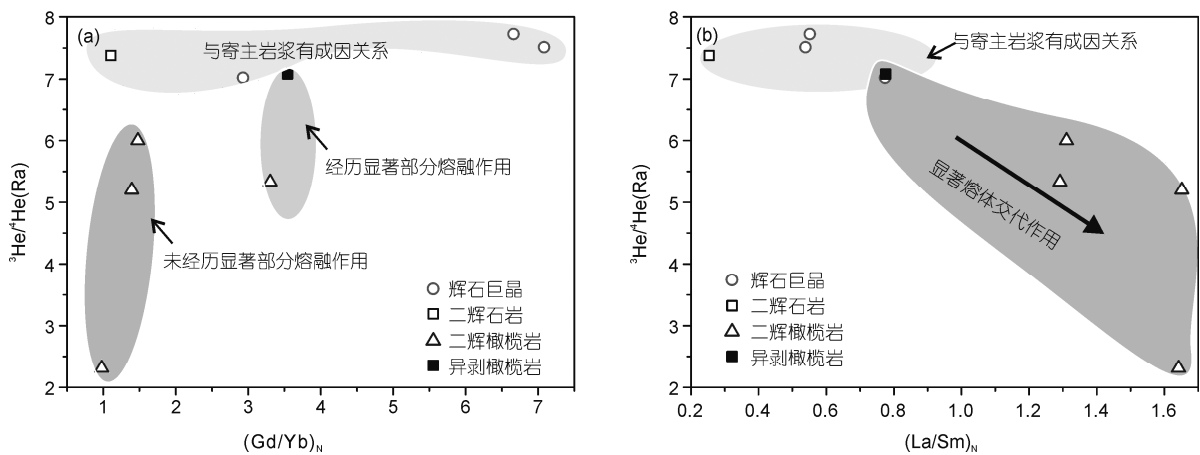 (a)
与寄主岩浆有成因关系
经历显著部分熔融作用
未经历显著部分熔融作用
辉石巨晶
二辉石岩
二辉橄榄岩
异剥橄榄岩
8
7
6
5
4
3
2
³He/⁴He(Ra)
1 2 3 4 5 6 7
(Gd/Yb)N
(b)
与寄主岩浆有成因关系
显著熔体交代作用
辉石巨晶
二辉石岩
二辉橄榄岩
异剥橄榄岩
8
7
6
5
4
3
2
³He/⁴He(Ra)
0.2 0.4 0.6 0.8 1.0 1.2 1.4 1.6
(La/Sm)N